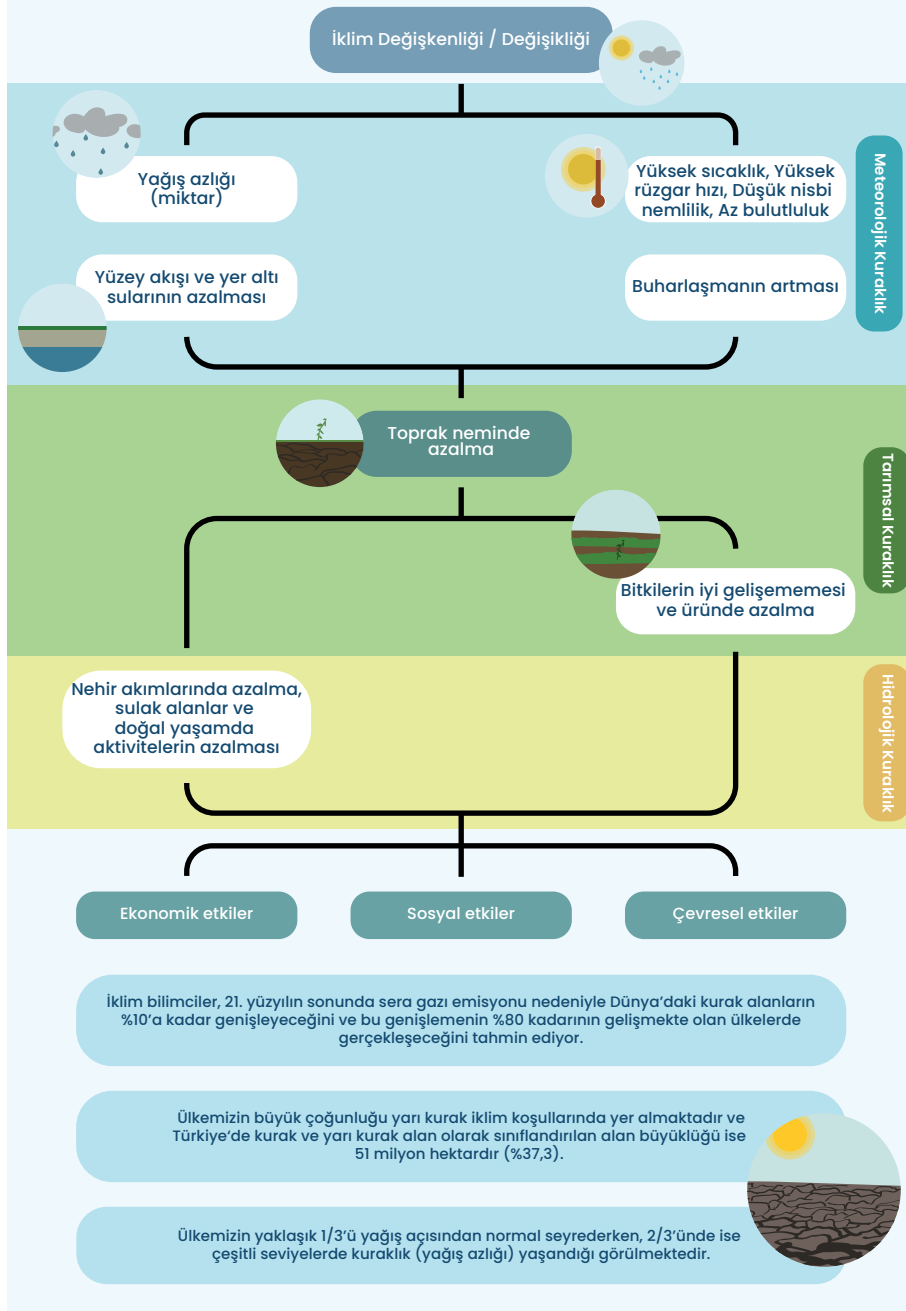 İklim Değişkenliği / Değişikliği
Yağış azlığı
(miktar)
Yüksek sıcaklık, Yüksek
rüzgar hızı, Düşük nisbi
nemlilik, Az bulutluluk
Meteorolojik Kuraklık
Yüzey akışı ve yer altı
sularının azalması
Buharlaşmanın artması
Toprak neminde
azalma
Tarımsal Kuraklık
Bitkilerin iyi gelişememesi
ve üründe azalma
Nehir akımlarında azalma,
sulak alanlar ve
doğal yaşamda
aktivitelerin azalması
Hidrolojik Kuraklık
Ekonomik etkiler
Sosyal etkiler
Çevresel etkiler
İklim bilimciler, 21. yüzyılın sonunda sera gazı emisyonu nedeniyle Dünya'daki kurak alanların
%10'a kadar genişleyeceğini ve bu genişlemenin %80 kadarının gelişmekte olan ülkelerde
gerçekleşeceğini tahmin ediyor.
Ülkemizin büyük çoğunluğu yarı kurak iklim koşullarında yer almaktadır ve
Türkiye'de kurak ve yarı kurak alan olarak sınıflandırılan alan büyüklüğü ise
51 milyon hektardır (%37,3).
Ülkemizin yaklaşık 1/3'ü yağış açısından normal seyrederken, 2/3'ünde ise
çeşitli seviyelerde kuraklık (yağış azlığı) yaşandığı görülmektedir.